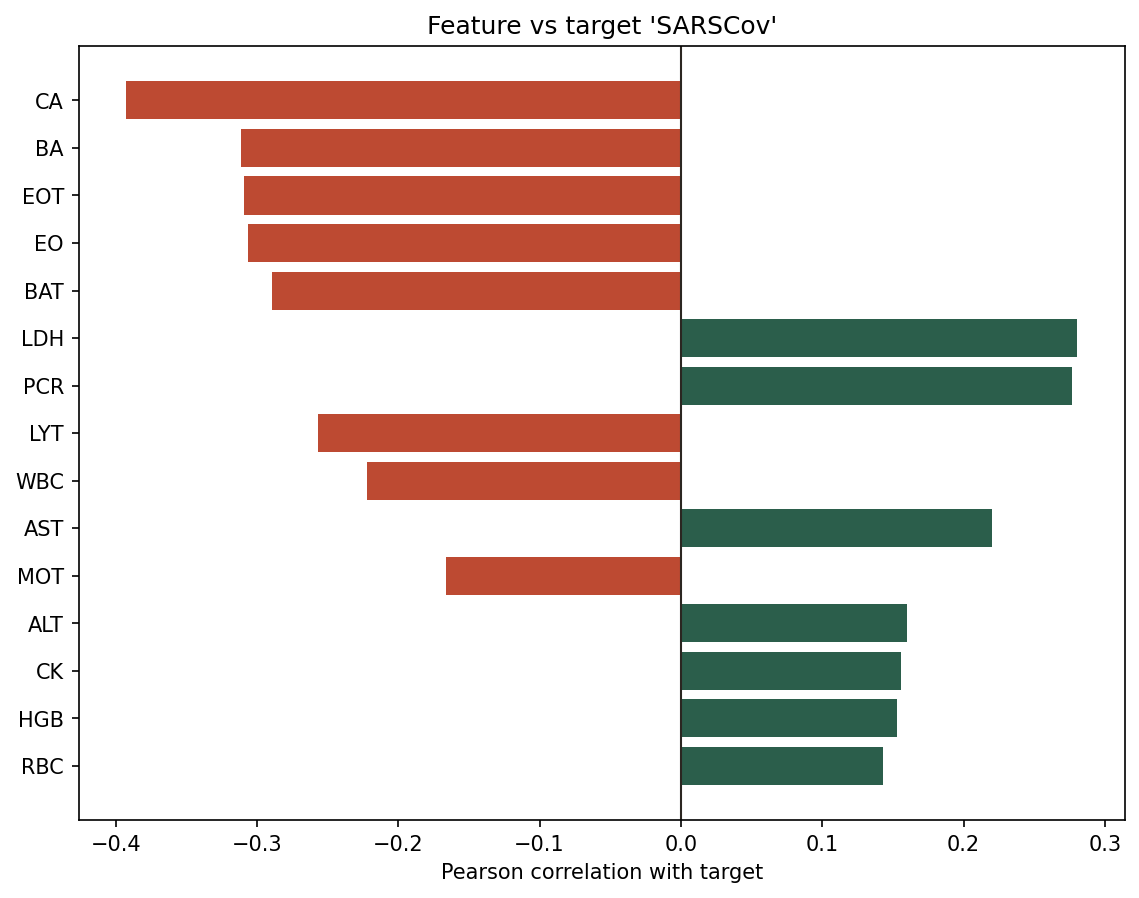 Feature vs target 'SARSCov'
CA
BA
EOT
EO
BAT
LDH
PCR
LYT
WBC
AST
MOT
ALT
CK
HGB
RBC
−0.4 −0.3 −0.2 −0.1 0.0 0.1 0.2 0.3
Pearson correlation with target